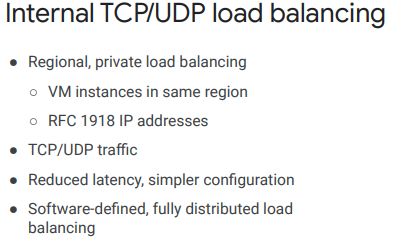 Internal TCP/UDP load balancing
● Regional, private load balancing
○ VM instances in same region
○ RFC 1918 IP addresses
● TCP/UDP traffic
● Reduced latency, simpler configuration
● Software-defined, fully distributed load
balancing